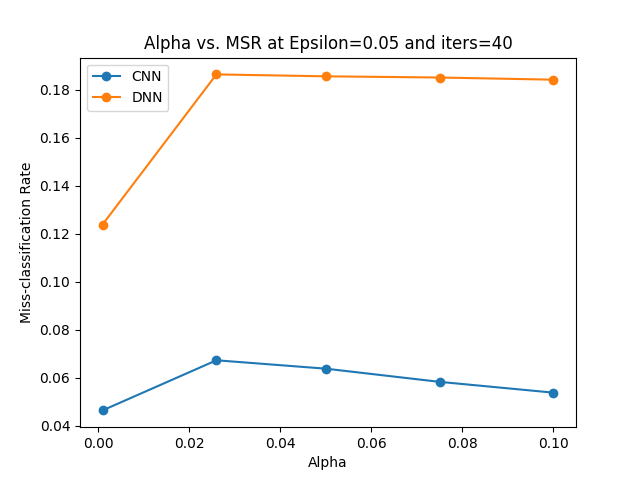 Alpha vs. MSR at Epsilon=0.05 and iters=40
CNN
DNN
Miss-classification Rate
0.18
0.16
0.14
0.12
0.10
0.08
0.06
0.04
0.00 0.02 0.04 0.06 0.08 0.10
Alpha